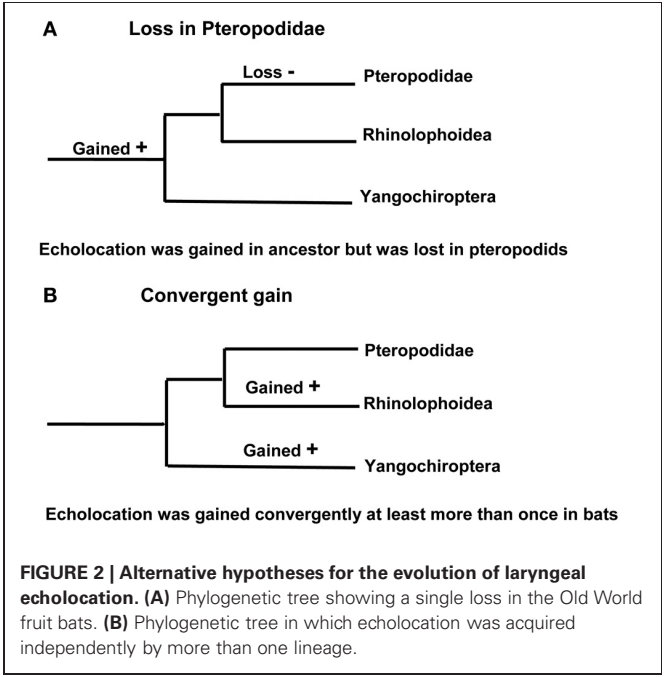 A Loss in Pteropodidae
Loss -
Pteropodidae
Gained +
Rhinolophoidea
Yangochiroptera
Echolocation was gained in ancestor but was lost in pteropodids
B Convergent gain
Pteropodidae
Gained +
Rhinolophoidea
Gained +
Yangochiroptera
Echolocation was gained convergently at least more than once in bats
FIGURE 2 | Alternative hypotheses for the evolution of laryngeal
echolocation. (A) Phylogenetic tree showing a single loss in the Old World
fruit bats. (B) Phylogenetic tree in which echolocation was acquired
independently by more than one lineage.